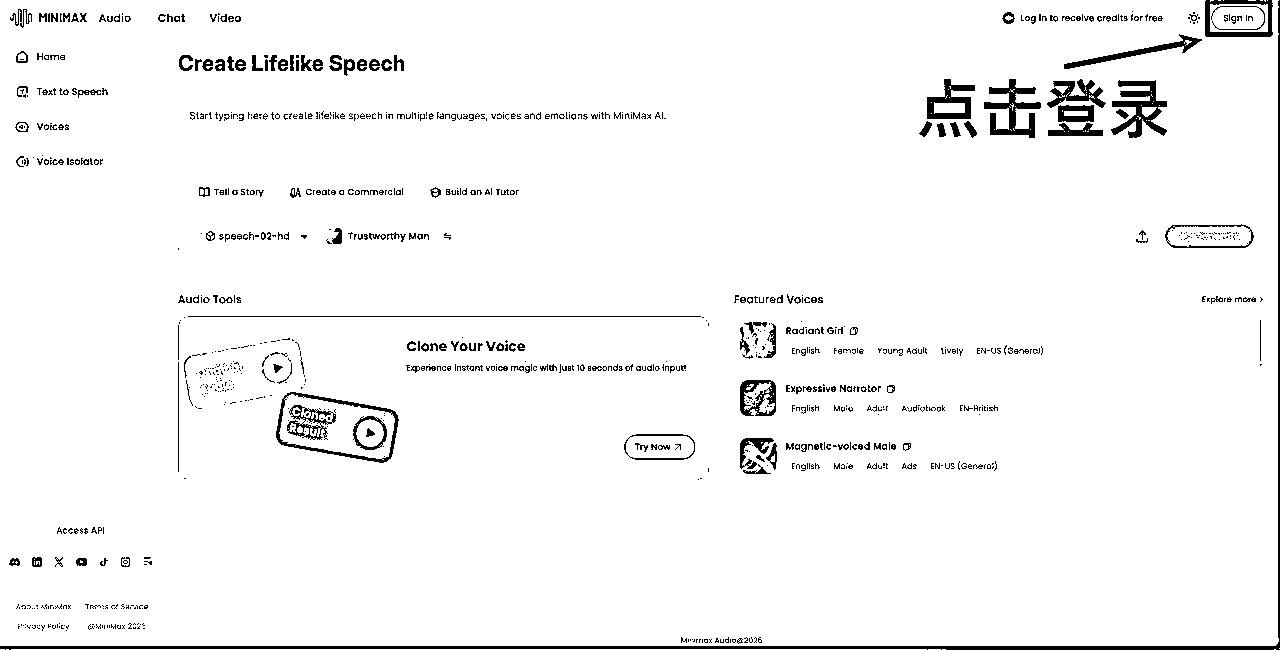 MINIMAX Audio Chat Video Log in to receive credits for free Sign In
Home
Text to Speech
Voices
Voice Isolator
Create Lifelike Speech
Start typing here to create lifelike speech in multiple languages, voices and emotions with MiniMax AI.
点击登录
Tell a Story Create a Commercial Build an AI Tutor
speech-02-hd Trustworthy Man
Audio Tools
Clone Your Voice
Experience instant voice magic with just 10 seconds of audio input!
Cloned
Result
Try Now
Featured Voices Explore more
Radiant Girl
English Female Young Adult Lively EN-US (General)
Expressive Narrator
English Male Adult Audiobook EN-British
Magnetic-voiced Male
English Male Adult Ads EN-US (General)
Access API
About MiniMax Terms of Service
Privacy Policy @MiniMax 2025
Minimax Audio@2025